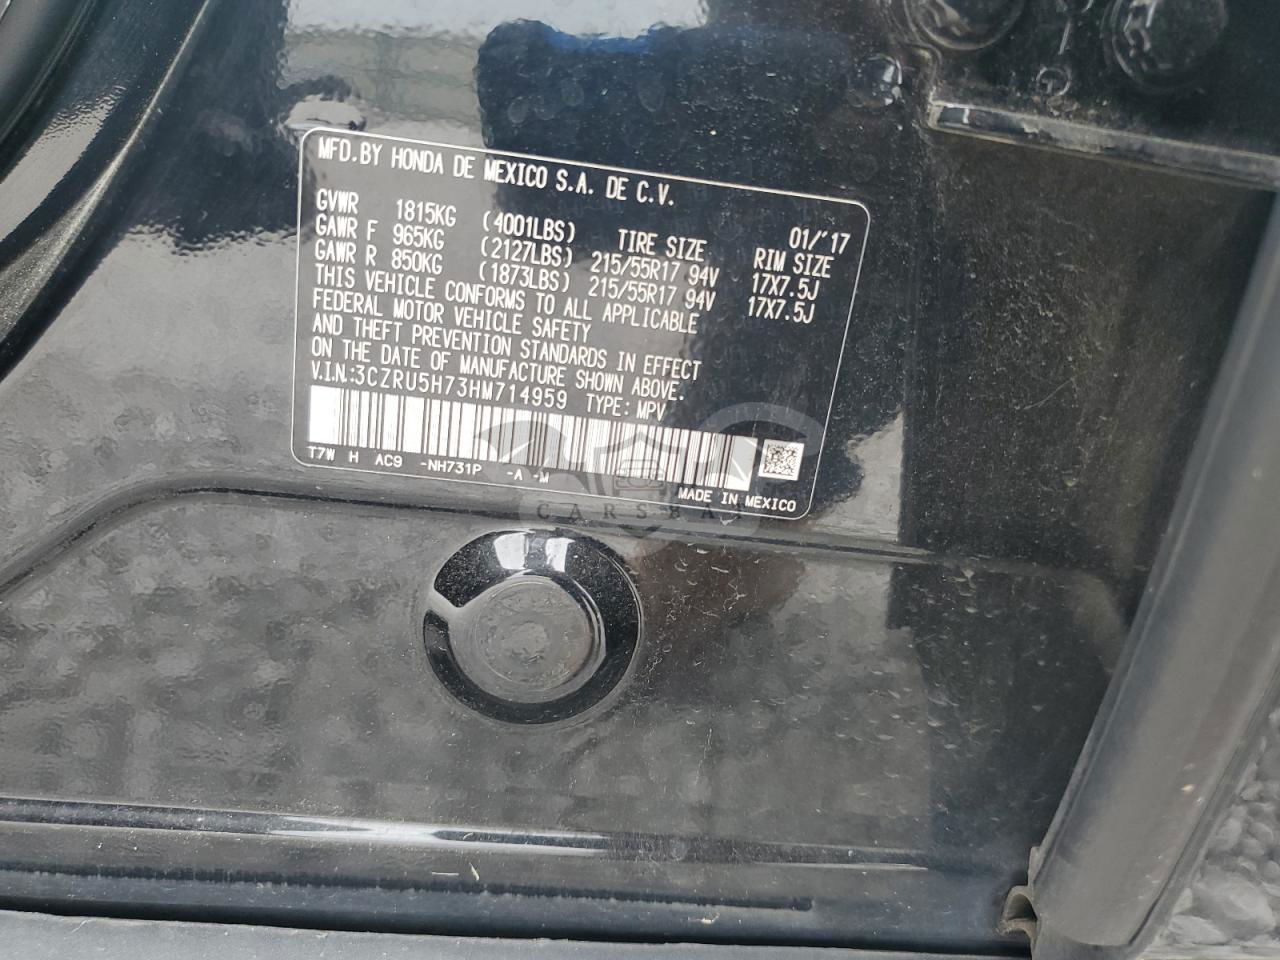 MFD.BY HONDA DE MEXICO S.A. DE C.V.
01/'17
GVWR 1815KG (4001LBS) TIRE SIZE RIM SIZE
GAWR F 965KG (2127LBS) 215/55R17 94V 17X7.5J
GAWR R 850KG (1873LBS) 215/55R17 94V 17X7.5J
THIS VEHICLE CONFORMS TO ALL APPLICABLE
FEDERAL MOTOR VEHICLE SAFETY
AND THEFT PREVENTION STANDARDS IN EFFECT
ON THE DATE OF MANUFACTURE SHOWN ABOVE.
V.I.N.:3CZRU5H73HM714959 TYPE: MPV
T7W H AC9 -NH731P -A -M
MADE IN MEXICO